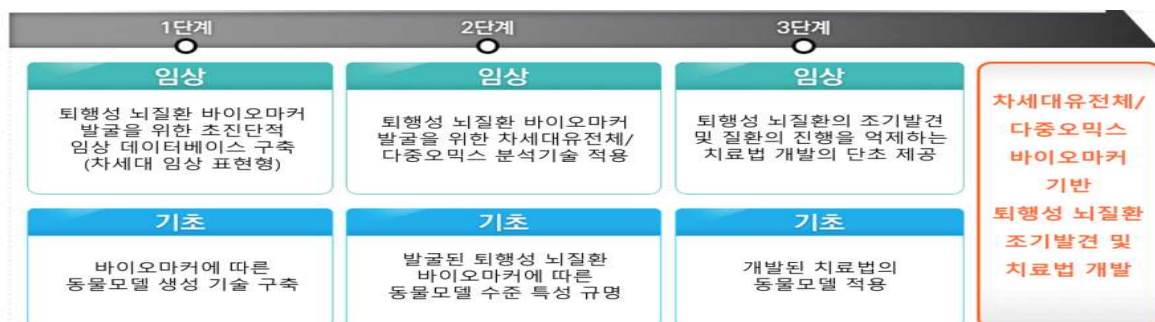 1단계
2단계
3단계
임상
퇴행성 뇌질환 바이오마커
발굴을 위한 초진단적
임상 데이터베이스 구축
(차세대 임상 표현형)
임상
퇴행성 뇌질환 바이오마커
발굴을 위한 차세대유전체/
다중오믹스 분석기술 적용
임상
퇴행성 뇌질환의 조기발견
및 질환의 진행을 억제하는
치료법 개발의 단초 제공
기초
바이오마커에 따른
동물모델 생성 기술 구축
기초
발굴된 퇴행성 뇌질환
바이오마커에 따른
동물모델 수준 특성 규명
기초
개발된 치료법의
동물모델 적용
차세대유전체/
다중오믹스
바이오마커
기반
퇴행성 뇌질환
조기발견 및
치료법 개발